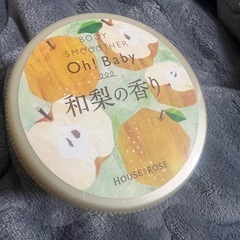 BODY
SMOOTHER
Oh! Baby
和梨の香り
HOUSE OF ROSE